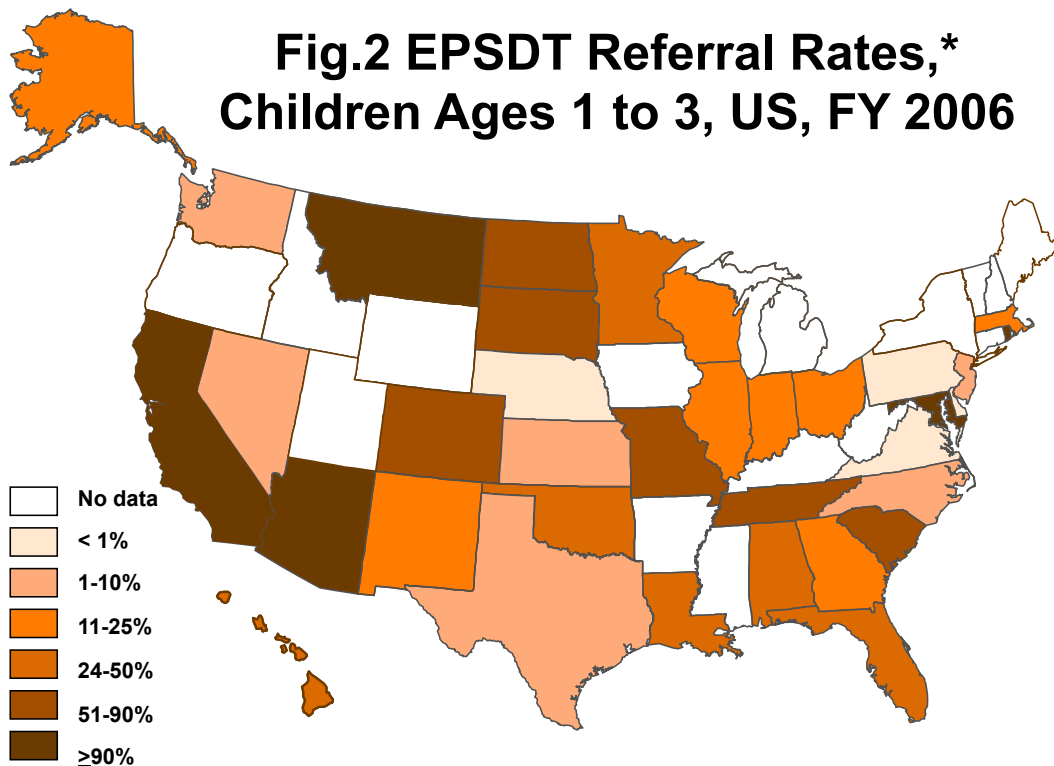 Fig.2 EPSDT Referral Rates,*
Children Ages 1 to 3, US, FY 2006
No data
< 1%
1-10%
11-25%
24-50%
51-90%
≥90%